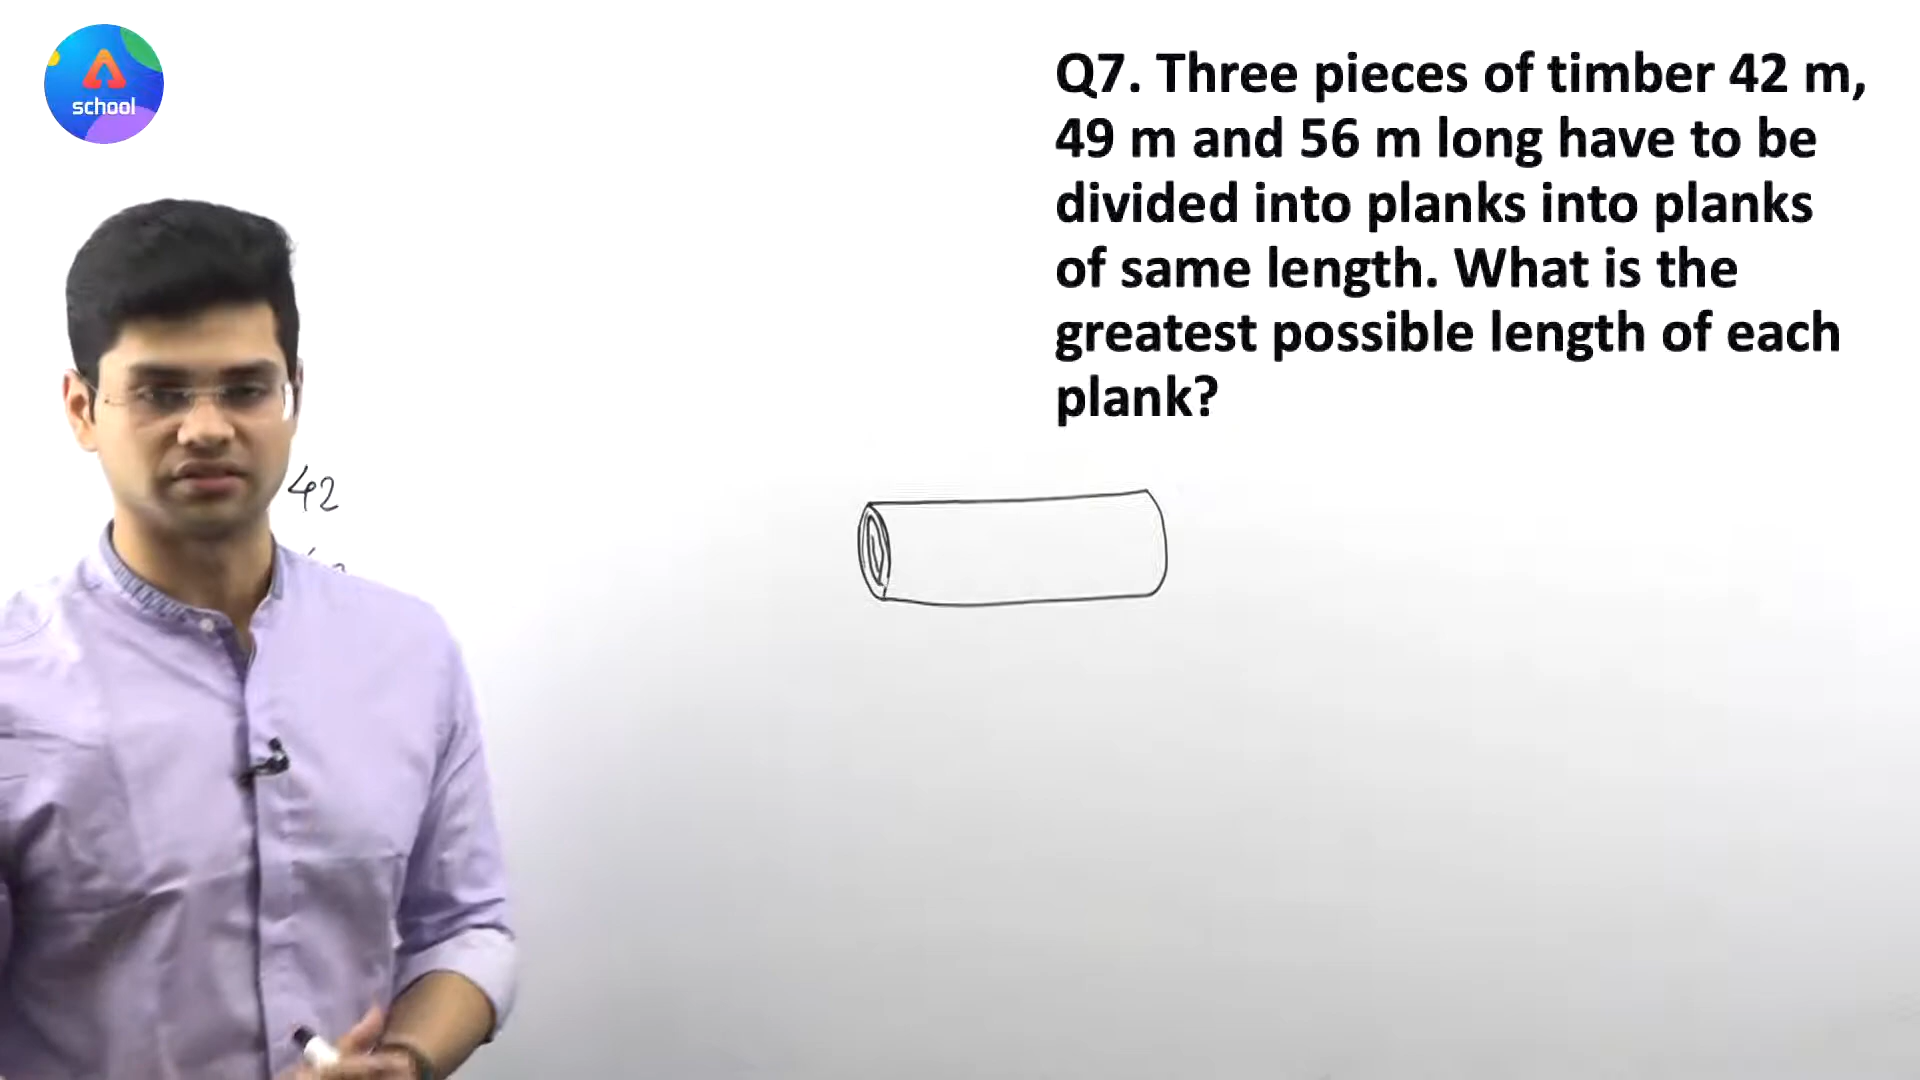 school
Q7. Three pieces of timber 42 m,
49 m and 56 m long have to be
divided into planks into planks
of same length. What is the
greatest possible length of each
plank?
42